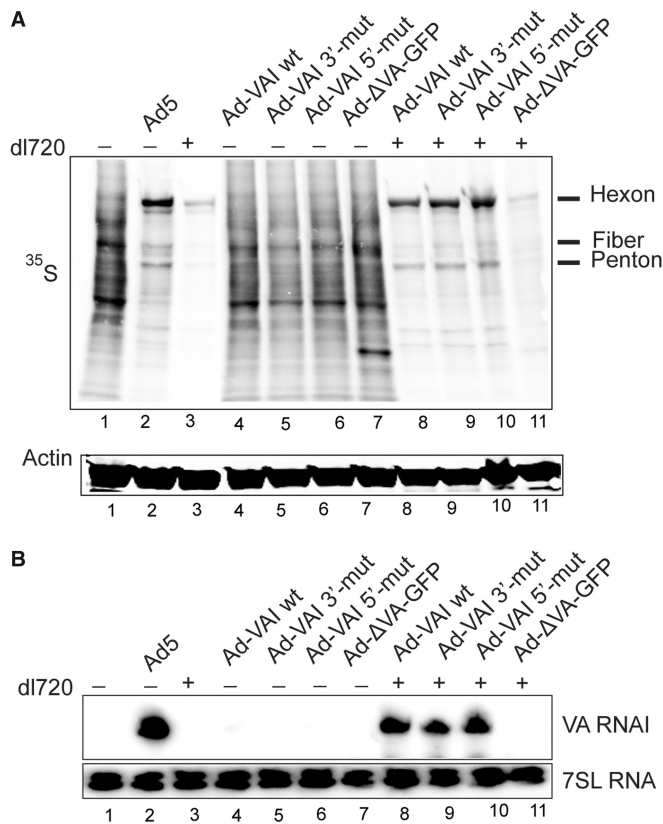 A
Ad5
Ad-VAI wt
Ad-VAI 3'-mut
Ad-VAI 5'-mut
Ad-ΔVA-GFP
Ad-VAI wt
Ad-VAI 3'-mut
Ad-VAI 5'-mut
Ad-ΔVA-GFP
dl720 – – + – – – – + + + +
Hexon
Fiber
Penton
35S
1 2 3 4 5 6 7 8 9 10 11
Actin
1 2 3 4 5 6 7 8 9 10 11
B
Ad5
Ad-VAI wt
Ad-VAI 3'-mut
Ad-VAI 5'-mut
Ad-ΔVA-GFP
Ad-VAI wt
Ad-VAI 3'-mut
Ad-VAI 5'-mut
Ad-ΔVA-GFP
dl720 – – + – – – – + + + +
VA RNAI
7SL RNA
1 2 3 4 5 6 7 8 9 10 11